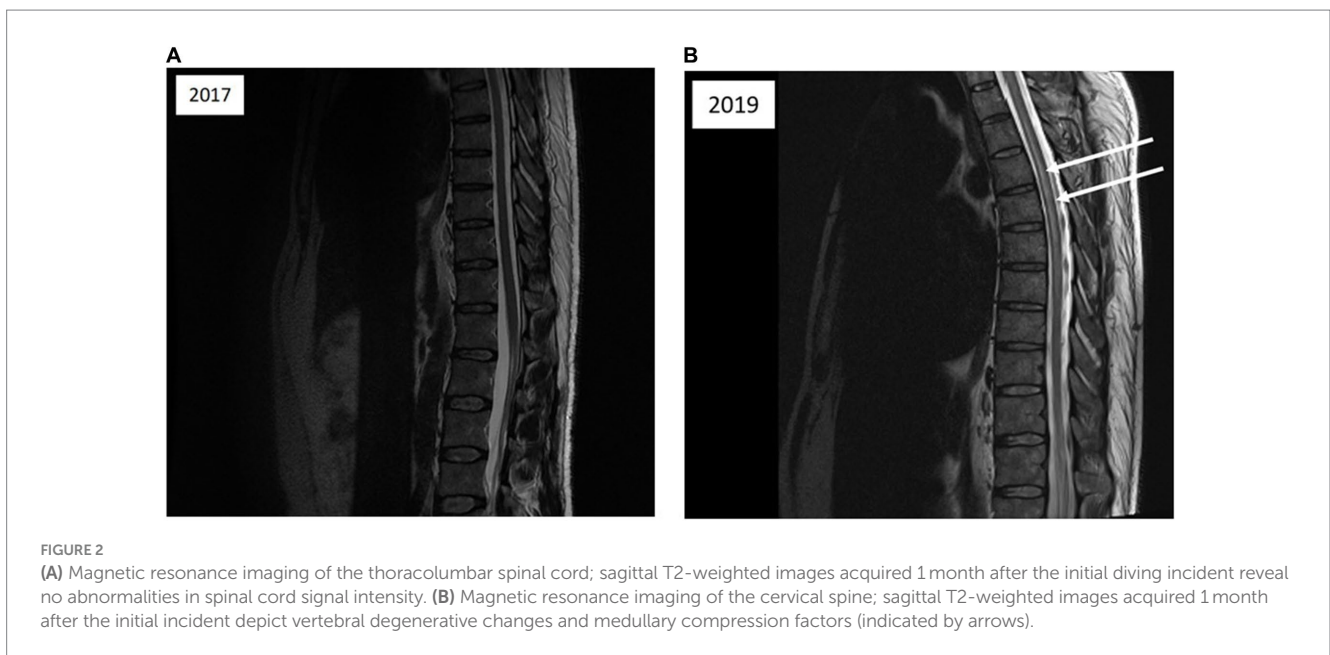 A
B
2017
2019
FIGURE 2
(A) Magnetic resonance imaging of the thoracolumbar spinal cord; sagittal T2-weighted images acquired 1 month after the initial diving incident reveal
no abnormalities in spinal cord signal intensity. (B) Magnetic resonance imaging of the cervical spine; sagittal T2-weighted images acquired 1 month
after the initial incident depict vertebral degenerative changes and medullary compression factors (indicated by arrows).